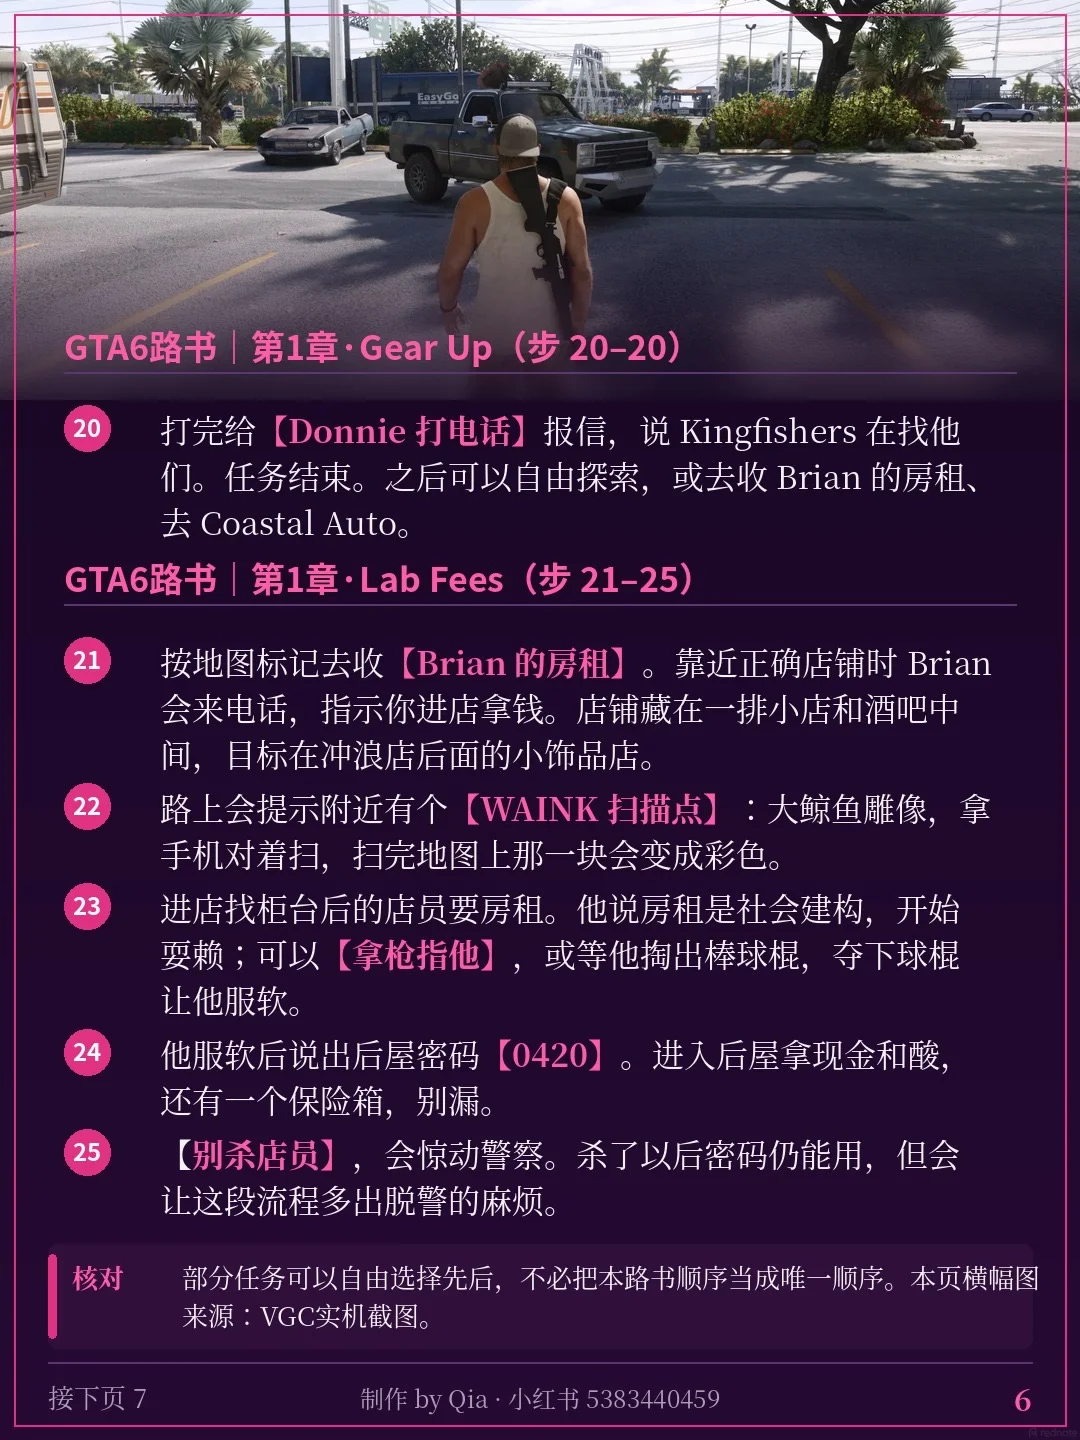 EasyGo
GTA6路书｜第1章·Gear Up（步 20–20）
20 打完给【Donnie 打电话】报信，说 Kingfishers 在找他
们。任务结束。之后可以自由探索，或去收 Brian 的房租、
去 Coastal Auto。
GTA6路书｜第1章·Lab Fees（步 21–25）
21 按地图标记去收【Brian 的房租】。靠近正确店铺时 Brian
会来电话，指示你进店拿钱。店铺藏在一排小店和酒吧中
间，目标在冲浪店后面的小饰品店。
22 路上会提示附近有个【WAINK 扫描点】：大鲸鱼雕像，拿
手机对着扫，扫完地图上那一块会变成彩色。
23 进店找柜台后的店员要房租。他说房租是社会建构，开始
耍赖；可以【拿枪指他】，或等他掏出棒球棍，夺下球棍
让他服软。
24 他服软后说出后屋密码【0420】。进入后屋拿现金和酸，
还有一个保险箱，别漏。
25 【别杀店员】，会惊动警察。杀了以后密码仍能用，但会
让这段流程多出脱警的麻烦。
核对 部分任务可以自由选择先后，不必把本路书顺序当成唯一顺序。本页横幅图
来源：VGC实机截图。
接下页 7 制作 by Qia · 小红书 5383440459 6
rednote